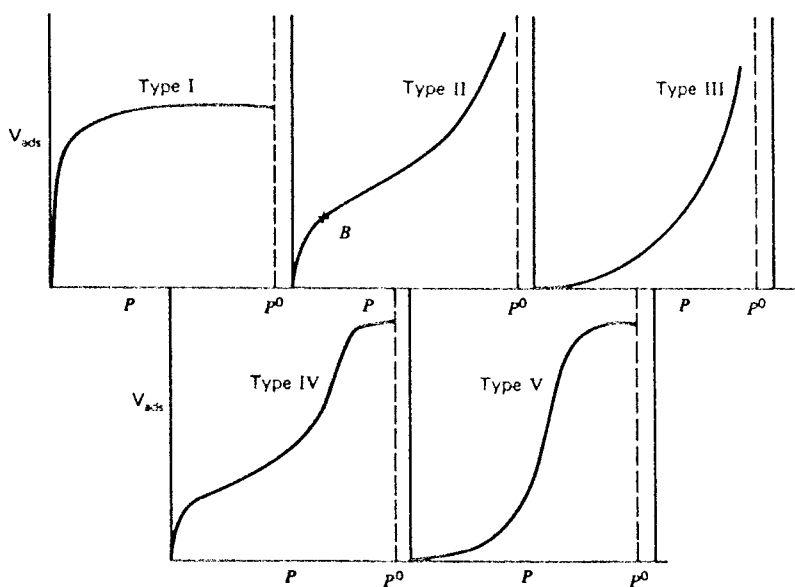 Type I
Type II
Type III
V_ads
B
P
P⁰
P
P⁰
P
P⁰
Type IV
Type V
V_ads
P
P⁰
P
P⁰